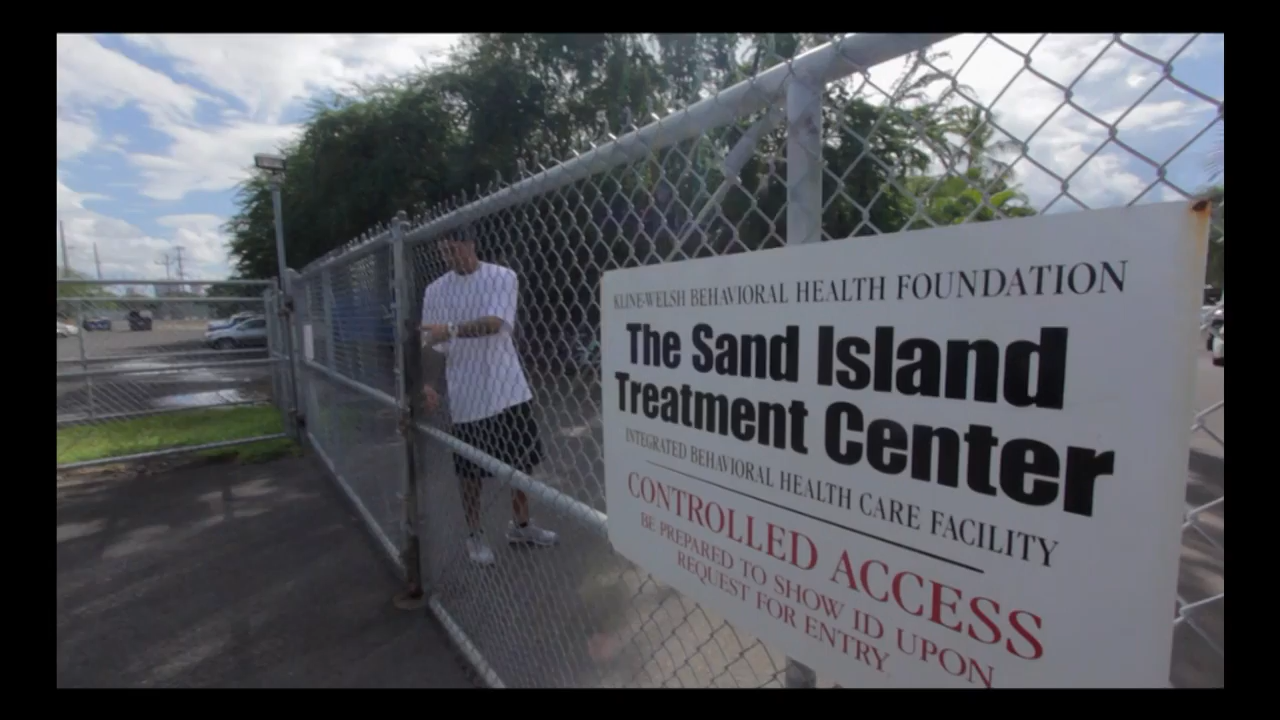 KLINE-WELSH BEHAVIORAL HEALTH FOUNDATION
The Sand Island
Treatment Center
INTEGRATED BEHAVIORAL HEALTH CARE FACILITY
CONTROLLED ACCESS
BE PREPARED TO SHOW ID UPON
REQUEST FOR ENTRY